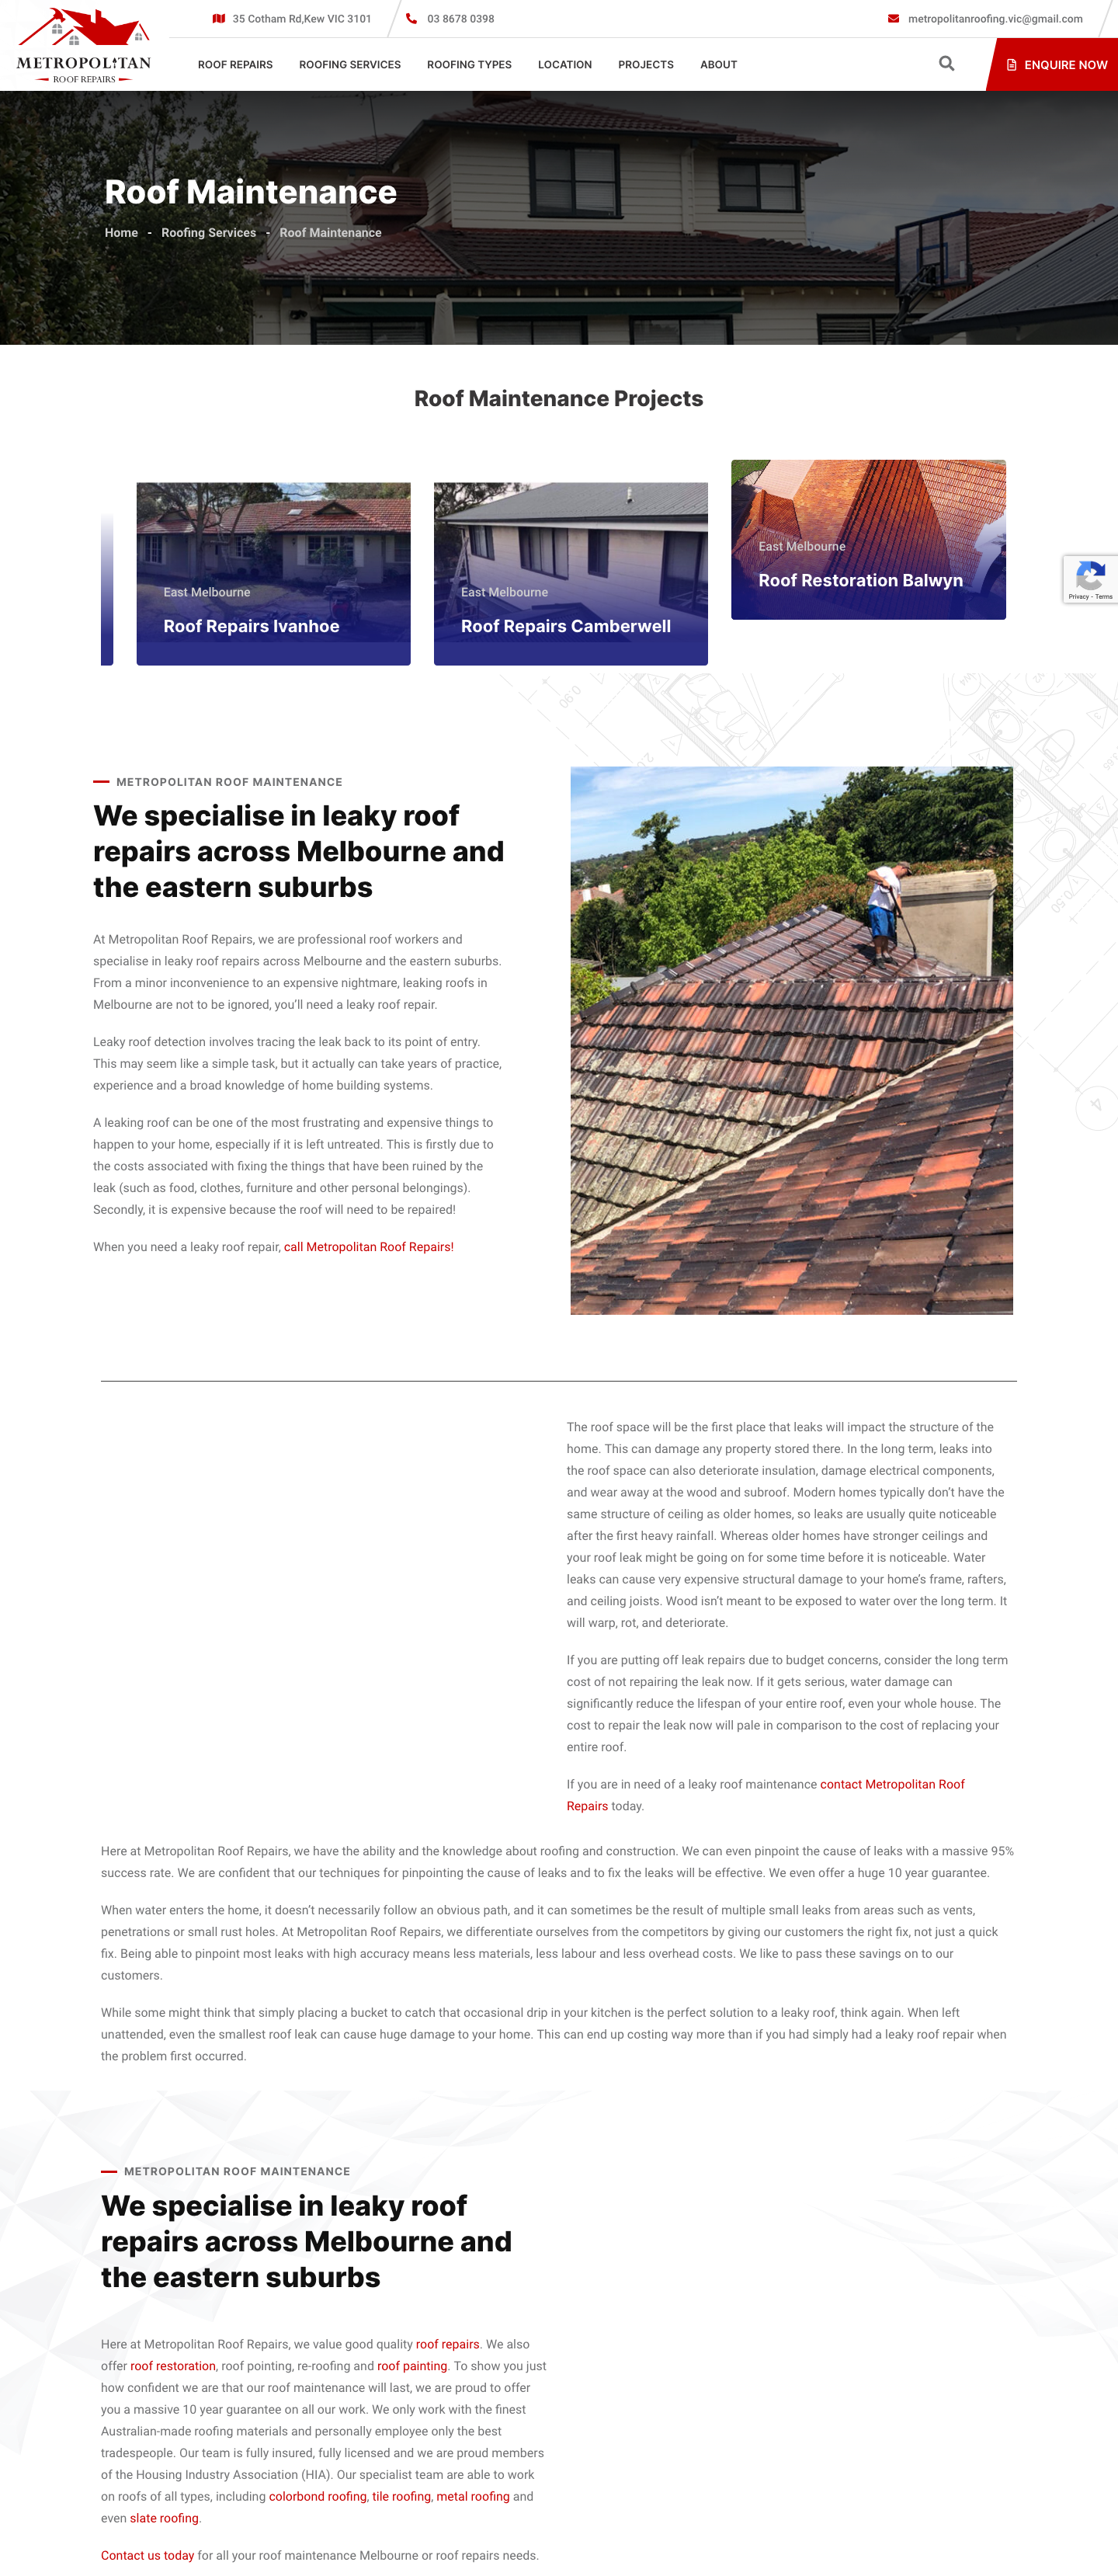 METROPOLITAN
ROOF REPAIRS
35 Cotham Rd,Kew VIC 3101
03 8678 0398
metropolitanroofing.vic@gmail.com
ROOF REPAIRS
ROOFING SERVICES
ROOFING TYPES
LOCATION
PROJECTS
ABOUT
ENQUIRE NOW
Roof Maintenance
Home - Roofing Services - Roof Maintenance
Roof Maintenance Projects
East Melbourne
Roof Repairs Ivanhoe
East Melbourne
Roof Repairs Camberwell
East Melbourne
Roof Restoration Balwyn
Privacy - Terms
METROPOLITAN ROOF MAINTENANCE
We specialise in leaky roof
repairs across Melbourne and
the eastern suburbs
At Metropolitan Roof Repairs, we are professional roof workers and
specialise in leaky roof repairs across Melbourne and the eastern suburbs.
From a minor inconvenience to an expensive nightmare, leaking roofs in
Melbourne are not to be ignored, you’ll need a leaky roof repair.
Leaky roof detection involves tracing the leak back to its point of entry.
This may seem like a simple task, but it actually can take years of practice,
experience and a broad knowledge of home building systems.
A leaking roof can be one of the most frustrating and expensive things to
happen to your home, especially if it is left untreated. This is firstly due to
the costs associated with fixing the things that have been ruined by the
leak (such as food, clothes, furniture and other personal belongings).
Secondly, it is expensive because the roof will need to be repaired!
When you need a leaky roof repair, call Metropolitan Roof Repairs!
The roof space will be the first place that leaks will impact the structure of the
home. This can damage any property stored there. In the long term, leaks into
the roof space can also deteriorate insulation, damage electrical components,
and wear away at the wood and subroof. Modern homes typically don’t have the
same structure of ceiling as older homes, so leaks are usually quite noticeable
after the first heavy rainfall. Whereas older homes have stronger ceilings and
your roof leak might be going on for some time before it is noticeable. Water
leaks can cause very expensive structural damage to your home’s frame, rafters,
and ceiling joists. Wood isn’t meant to be exposed to water over the long term. It
will warp, rot, and deteriorate.
If you are putting off leak repairs due to budget concerns, consider the long term
cost of not repairing the leak now. If it gets serious, water damage can
significantly reduce the lifespan of your entire roof, even your whole house. The
cost to repair the leak now will pale in comparison to the cost of replacing your
entire roof.
If you are in need of a leaky roof maintenance contact Metropolitan Roof
Repairs today.
Here at Metropolitan Roof Repairs, we have the ability and the knowledge about roofing and construction. We can even pinpoint the cause of leaks with a massive 95%
success rate. We are confident that our techniques for pinpointing the cause of leaks and to fix the leaks will be effective. We even offer a huge 10 year guarantee.
When water enters the home, it doesn’t necessarily follow an obvious path, and it can sometimes be the result of multiple small leaks from areas such as vents,
penetrations or small rust holes. At Metropolitan Roof Repairs, we differentiate ourselves from the competitors by giving our customers the right fix, not just a quick
fix. Being able to pinpoint most leaks with high accuracy means less materials, less labour and less overhead costs. We like to pass these savings on to our
customers.
While some might think that simply placing a bucket to catch that occasional drip in your kitchen is the perfect solution to a leaky roof, think again. When left
unattended, even the smallest roof leak can cause huge damage to your home. This can end up costing way more than if you had simply had a leaky roof repair when
the problem first occurred.
METROPOLITAN ROOF MAINTENANCE
We specialise in leaky roof
repairs across Melbourne and
the eastern suburbs
Here at Metropolitan Roof Repairs, we value good quality roof repairs. We also
offer roof restoration, roof pointing, re-roofing and roof painting. To show you just
how confident we are that our roof maintenance will last, we are proud to offer
you a massive 10 year guarantee on all our work. We only work with the finest
Australian-made roofing materials and personally employee only the best
tradespeople. Our team is fully insured, fully licensed and we are proud members
of the Housing Industry Association (HIA). Our specialist team are able to work
on roofs of all types, including colorbond roofing, tile roofing, metal roofing and
even slate roofing.
Contact us today for all your roof maintenance Melbourne or roof repairs needs.